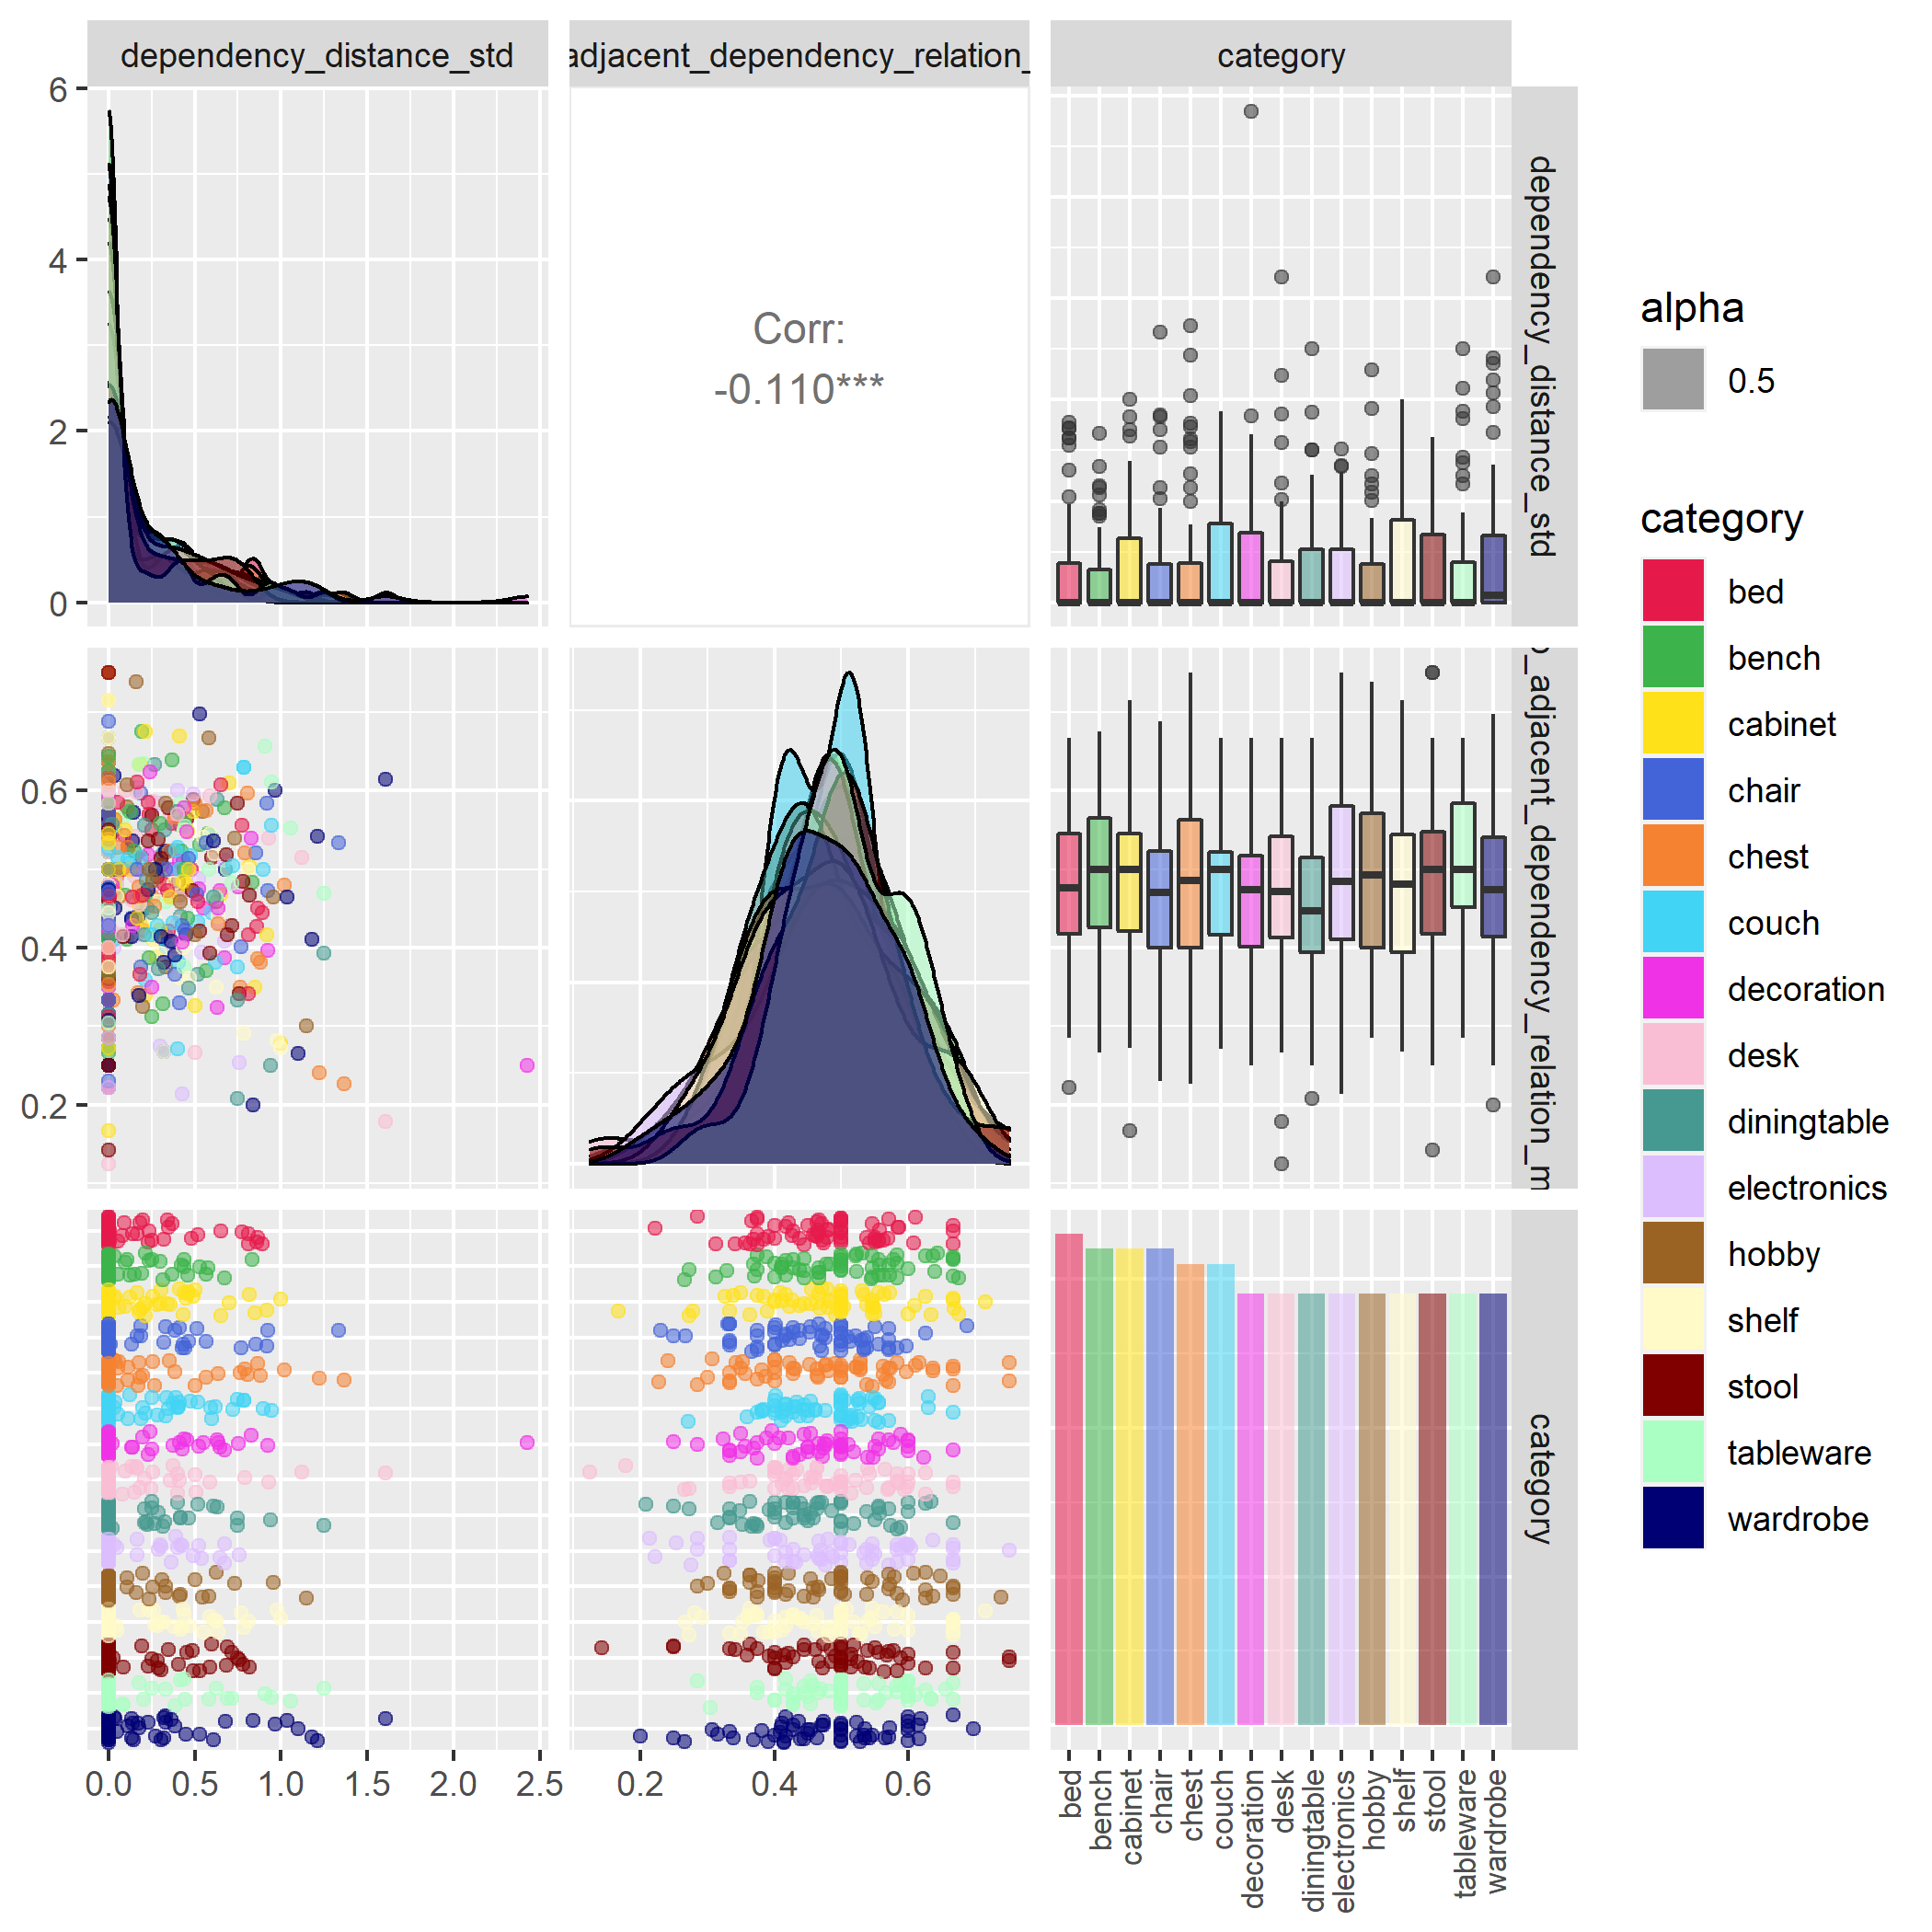 dependency_distance_std
adjacent_dependency_relation_
category
6
4
2
0
Corr:
-0.110***
dependency_distance_std
0.6
0.4
0.2
_adjacent_dependency_relation_m
category
0.0 0.5 1.0 1.5 2.0 2.5
0.2 0.4 0.6
bed
bench
cabinet
chair
chest
couch
decoration
desk
diningtable
electronics
hobby
shelf
stool
tableware
wardrobe
alpha
0.5
category
bed
bench
cabinet
chair
chest
couch
decoration
desk
diningtable
electronics
hobby
shelf
stool
tableware
wardrobe